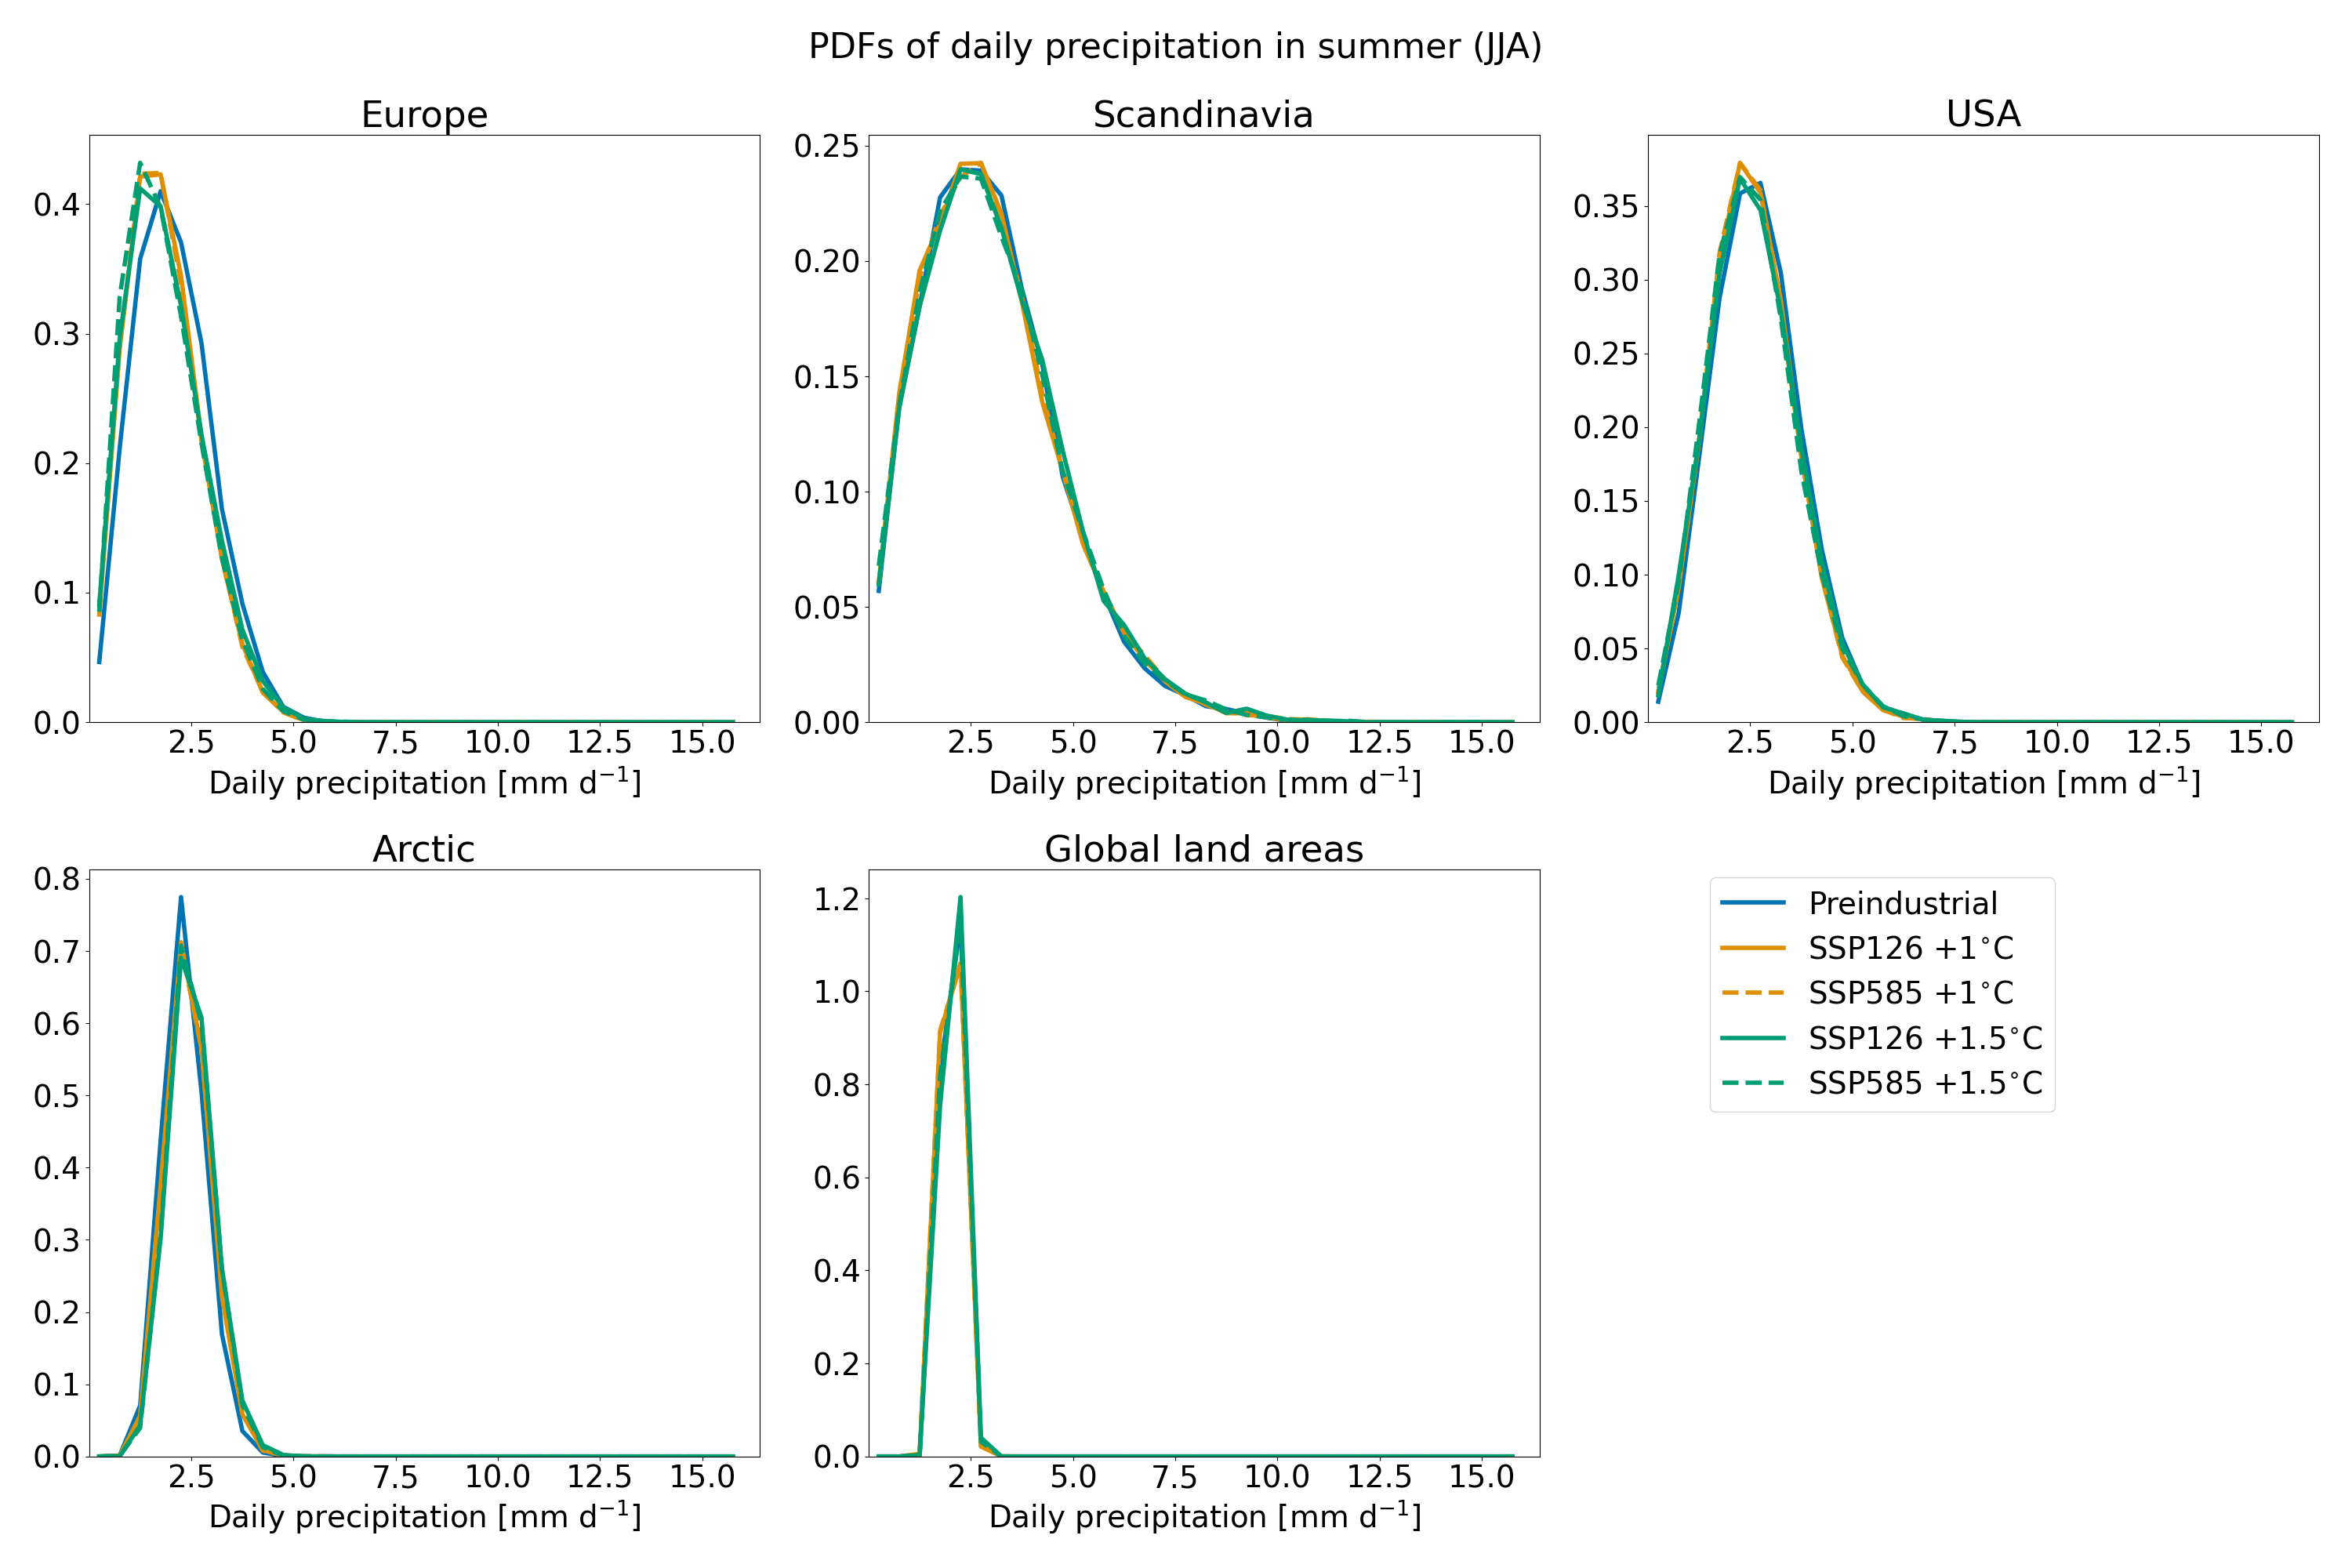 PDFs of daily precipitation in summer (JJA)
Europe
0.4
0.3
0.2
0.1
0.0
2.5 5.0 7.5 10.0 12.5 15.0
Daily precipitation [mm d⁻¹]
Scandinavia
0.25
0.20
0.15
0.10
0.05
0.00
2.5 5.0 7.5 10.0 12.5 15.0
Daily precipitation [mm d⁻¹]
USA
0.35
0.30
0.25
0.20
0.15
0.10
0.05
0.00
2.5 5.0 7.5 10.0 12.5 15.0
Daily precipitation [mm d⁻¹]
Arctic
0.8
0.7
0.6
0.5
0.4
0.3
0.2
0.1
0.0
2.5 5.0 7.5 10.0 12.5 15.0
Daily precipitation [mm d⁻¹]
Global land areas
1.2
1.0
0.8
0.6
0.4
0.2
0.0
2.5 5.0 7.5 10.0 12.5 15.0
Daily precipitation [mm d⁻¹]
Preindustrial
SSP126 +1°C
SSP585 +1°C
SSP126 +1.5°C
SSP585 +1.5°C